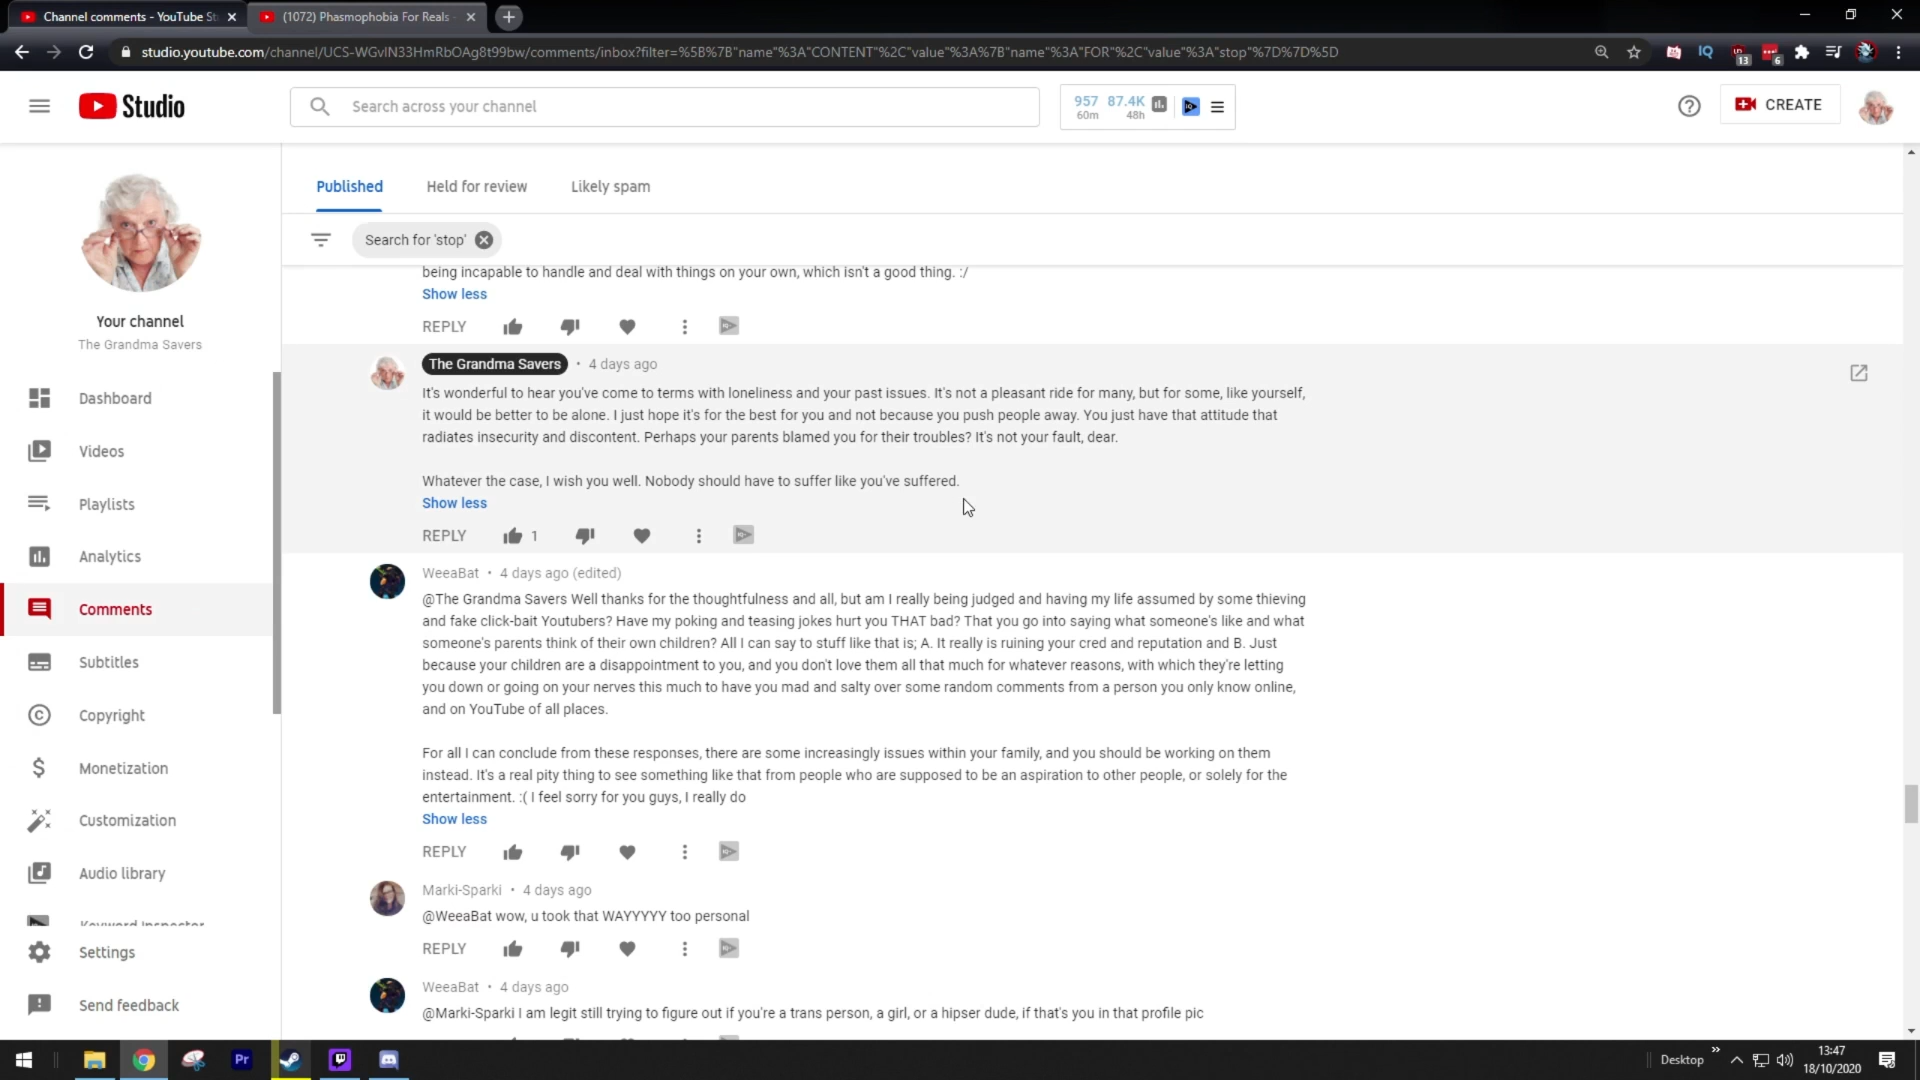 Channel comments - YouTube St
(1072) Phasmophobia For Reals -
studio.youtube.com/channel/UCS-WGvlN33HmRbOAg8t99bw/comments/inbox?filter=%5B%7B"name"%3A"CONTENT"%2C"value"%3A%7B"name"%3A"FOR"%2C"value"%3A"stop"%7D%7D%5D
IQ
13
6
Studio
Search across your channel
957 87.4K
60m 48h
CREATE
Published Held for review Likely spam
Search for 'stop'
Your channel
The Grandma Savers
Dashboard
Videos
Playlists
Analytics
Comments
Subtitles
Copyright
Monetization
Customization
Audio library
Keyword Inspector
Settings
Send feedback
being incapable to handle and deal with things on your own, which isn't a good thing. :/
Show less
REPLY
The Grandma Savers • 4 days ago
It's wonderful to hear you've come to terms with loneliness and your past issues. It's not a pleasant ride for many, but for some, like yourself,
it would be better to be alone. I just hope it's for the best for you and not because you push people away. You just have that attitude that
radiates insecurity and discontent. Perhaps your parents blamed you for their troubles? It's not your fault, dear.
Whatever the case, I wish you well. Nobody should have to suffer like you've suffered.
Show less
REPLY 1
WeeaBat • 4 days ago (edited)
@The Grandma Savers Well thanks for the thoughtfulness and all, but am I really being judged and having my life assumed by some thieving
and fake click-bait Youtubers? Have my poking and teasing jokes hurt you THAT bad? That you go into saying what someone's like and what
someone's parents think of their own children? All I can say to stuff like that is; A. It really is ruining your cred and reputation and B. Just
because your children are a disappointment to you, and you don't love them all that much for whatever reasons, with which they're letting
you down or going on your nerves this much to have you mad and salty over some random comments from a person you only know online,
and on YouTube of all places.
For all I can conclude from these responses, there are some increasingly issues within your family, and you should be working on them
instead. It's a real pity thing to see something like that from people who are supposed to be an aspiration to other people, or solely for the
entertainment. :( I feel sorry for you guys, I really do
Show less
REPLY
Marki-Sparki • 4 days ago
@WeeaBat wow, u took that WAYYYYY too personal
REPLY
WeeaBat • 4 days ago
@Marki-Sparki I am legit still trying to figure out if you're a trans person, a girl, or a hipser dude, if that's you in that profile pic
Pr
Desktop
13:47
18/10/2020